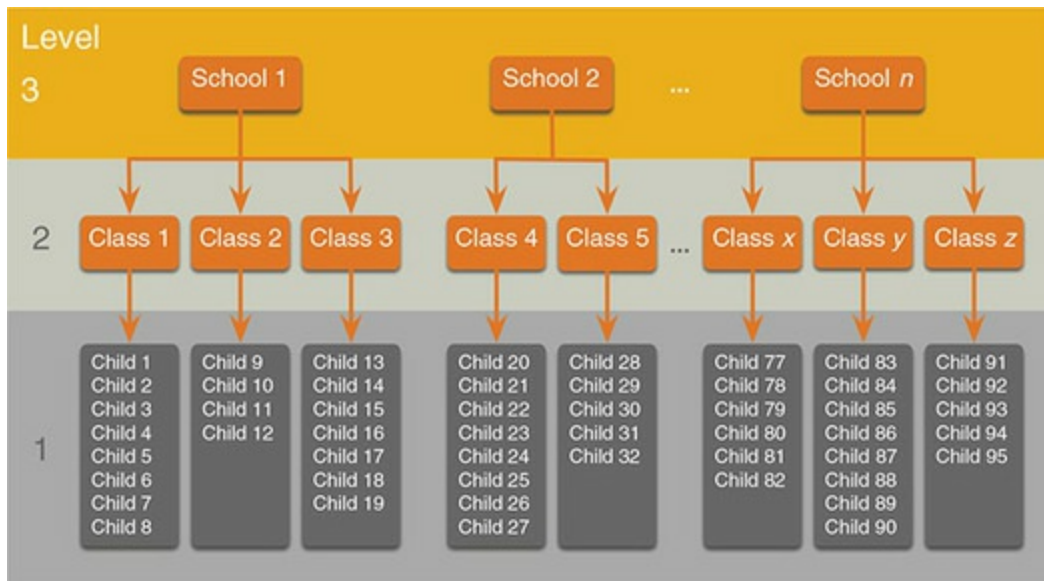 Level
3
School 1
School 2
...
School n
2
Class 1
Class 2
Class 3
Class 4
Class 5
...
Class x
Class y
Class z
1
Child 1
Child 2
Child 3
Child 4
Child 5
Child 6
Child 7
Child 8
Child 9
Child 10
Child 11
Child 12
Child 13
Child 14
Child 15
Child 16
Child 17
Child 18
Child 19
Child 20
Child 21
Child 22
Child 23
Child 24
Child 25
Child 26
Child 27
Child 28
Child 29
Child 30
Child 31
Child 32
Child 77
Child 78
Child 79
Child 80
Child 81
Child 82
Child 83
Child 84
Child 85
Child 86
Child 87
Child 88
Child 89
Child 90
Child 91
Child 92
Child 93
Child 94
Child 95